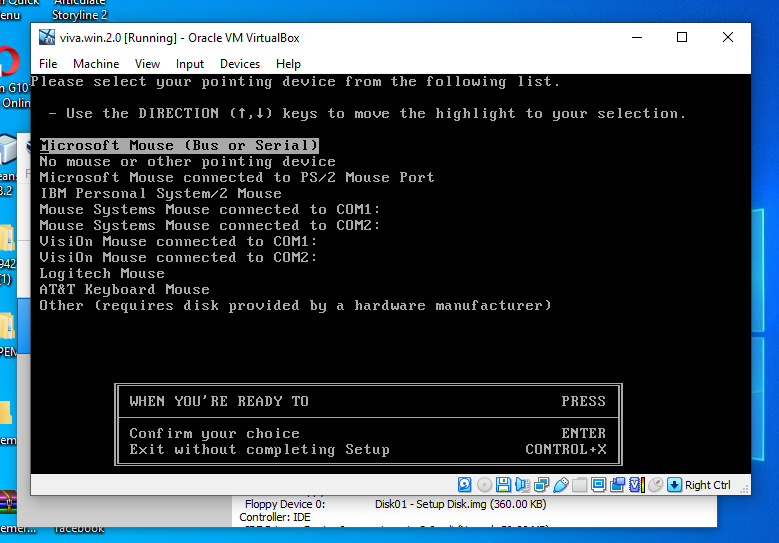 Articulate
Storyline 2
enu
viva.win.2.0 [Running] - Oracle VM VirtualBox
File Machine View Input Devices Help
Please select your pointing device from the following list.
- Use the DIRECTION (↑,↓) keys to move the highlight to your selection.
Microsoft Mouse (Bus or Serial)
No mouse or other pointing device
Microsoft Mouse connected to PS/2 Mouse Port
IBM Personal System/2 Mouse
Mouse Systems Mouse connected to COM1:
Mouse Systems Mouse connected to COM2:
VisiOn Mouse connected to COM1:
VisiOn Mouse connected to COM2:
Logitech Mouse
AT&T Keyboard Mouse
Other (requires disk provided by a hardware manufacturer)
WHEN YOU'RE READY TO PRESS
Confirm your choice ENTER
Exit without completing Setup CONTROL+X
Right Ctrl
n G10
Online
eans
3.2
942
(1)
PEN
em
emer...
facebook
Floppy Device 0: Disk01 - Setup Disk.img (360.00 KB)
Controller: IDE